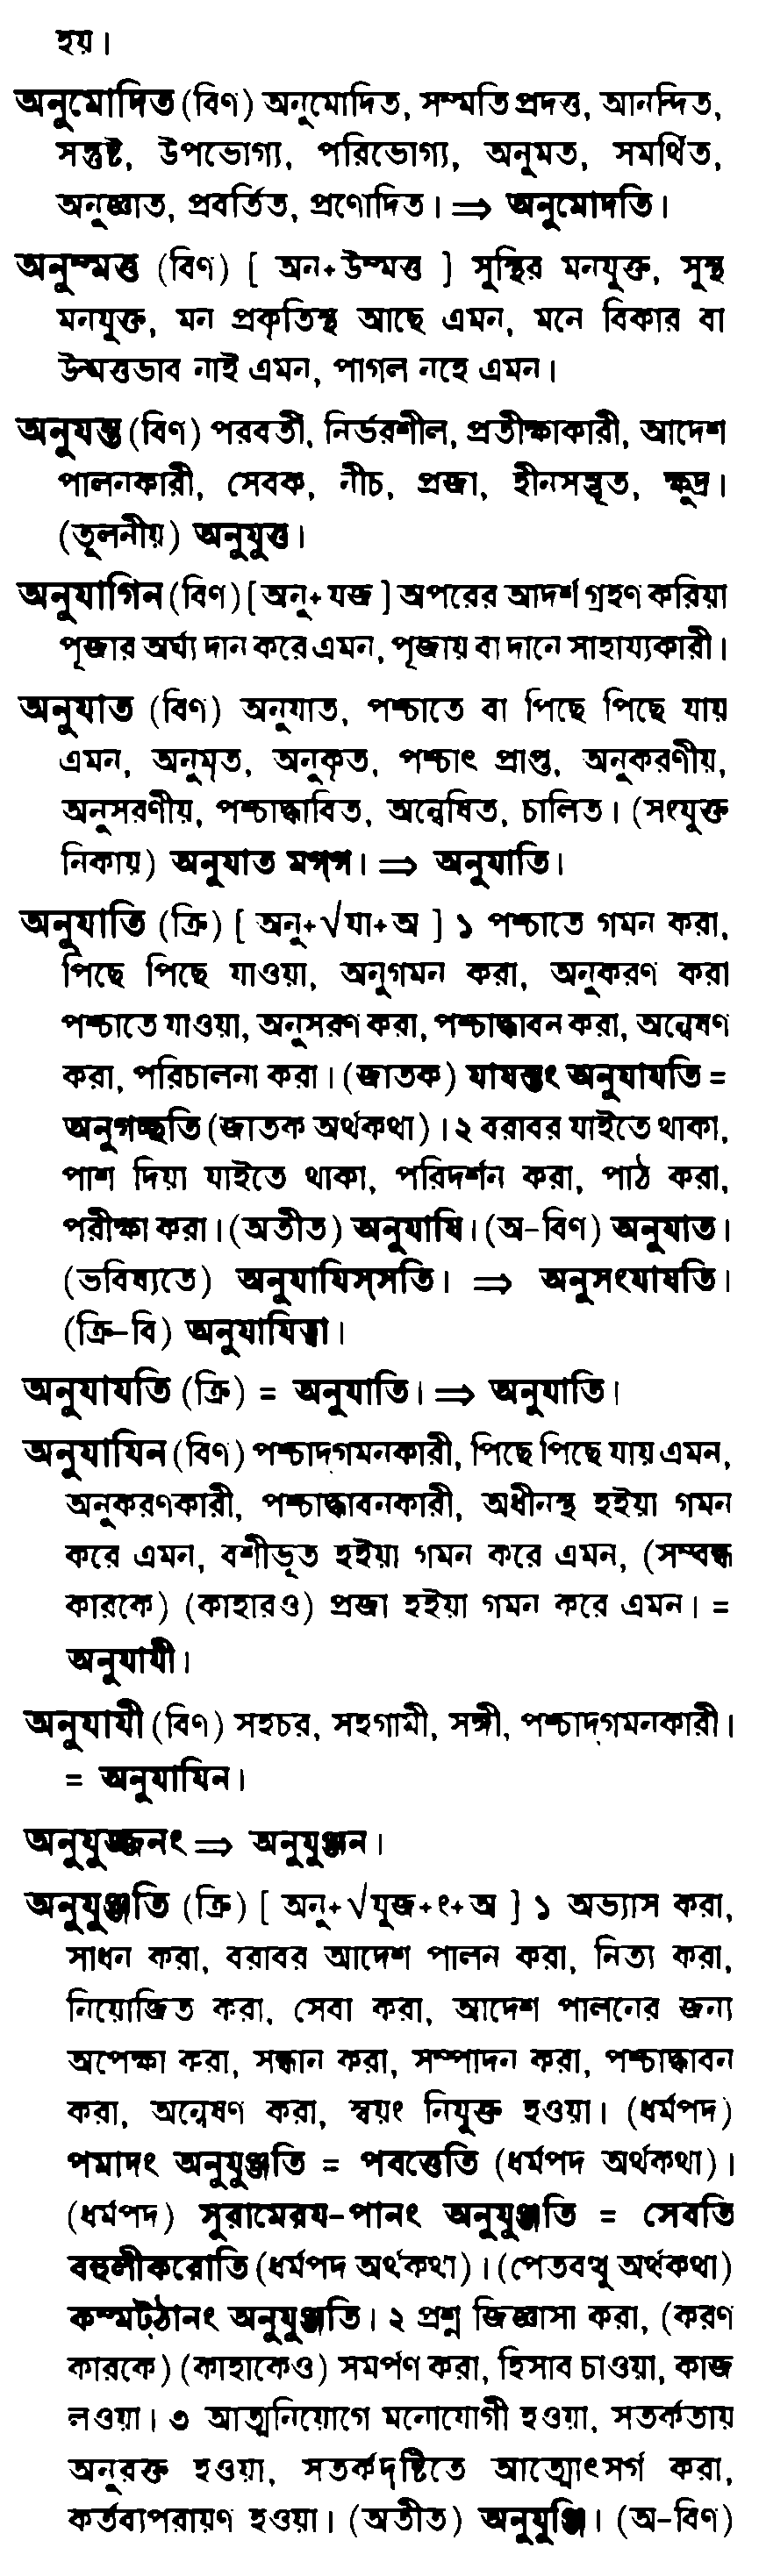 হয়।
অনুমোদিত (বিণ) অনুমোদিত, সম্মতি প্রদত্ত, আনন্দিত,
সন্তুষ্ট, উপভোগ্য, পরিভোগ্য, অনুমত, সমর্থিত,
অনুজ্ঞাত, প্রবর্তিত, প্রণোদিত। ⇒ অনুমোদতি।
অনুম্মত্ত (বিণ) [ অন+উম্মত্ত ] সুস্থির মনযুক্ত, সুস্থ
মনযুক্ত, মন প্রকৃতিস্থ আছে এমন, মনে বিকার বা
উন্মত্তভাব নাই এমন, পাগল নহে এমন।
অনুযন্ত (বিণ) পরবর্তী, নির্ভরশীল, প্রতীক্ষাকারী, আদেশ
পালনকারী, সেবক, নীচ, প্রজা, হীনসম্ভূত, ক্ষুদ্র।
(তূলনীয়) অনুযুত্ত।
অনুযাগিন (বিণ) [ অনু+যজ ] অপরের আদর্শ গ্রহণ করিয়া
পূজার অর্ঘ্য দান করে এমন, পূজায় বা দানে সাহায্যকারী।
অনুযাত (বিণ) অনুযাত, পশ্চাতে বা পিছে পিছে যায়
এমন, অনুমৃত, অনুকৃত, পশ্চাৎ প্রাপ্ত, অনুকরণীয়,
অনুসরণীয়, পশ্চাদ্ধাবিত, অন্বেষিত, চালিত। (সংযুক্ত
নিকায়) অনুযাত মগ্গ। ⇒ অনুযাতি।
অনুযাতি (ক্রি) [ অনু+√যা+অ ] ১ পশ্চাতে গমন করা,
পিছে পিছে যাওয়া, অনুগমন করা, অনুকরণ করা
পশ্চাতে যাওয়া, অনুসরণ করা, পশ্চাদ্ধাবন করা, অন্বেষণ
করা, পরিচালনা করা। (জাতক) যাযন্তং অনুযাযতি =
অনুগচ্ছতি (জাতক অর্থকথা)। ২ বরাবর যাইতে থাকা,
পাশ দিয়া যাইতে থাকা, পরিদর্শন করা, পাঠ করা,
পরীক্ষা করা। (অতীত) অনুযাযি। (অ-বিণ) অনুযাত।
(ভবিষ্যতে) অনুযাযিস্সতি। ⇒ অনুসংযাযতি।
(ক্রি-বি) অনুযাযিত্বা।
অনুযাযতি (ক্রি) = অনুযাতি। ⇒ অনুযাতি।
অনুযাযিন (বিণ) পশ্চাদ্গমনকারী, পিছে পিছে যায় এমন,
অনুকরণকারী, পশ্চাদ্ধাবনকারী, অধীনস্থ হইয়া গমন
করে এমন, বশীভূত হইয়া গমন করে এমন, (সম্বন্ধ
কারকে) (কাহারও) প্রজা হইয়া গমন করে এমন। =
অনুযাযী।
অনুযাযী (বিণ) সহচর, সহগামী, সঙ্গী, পশ্চাদ্গমনকারী।
= অনুযাযিন।
অনুযুজ্জনং ⇒ অনুযুঞ্জন।
অনুযুঞ্জতি (ক্রি) [ অনু+√যুজ+ং+অ ] ১ অভ্যাস করা,
সাধন করা, বরাবর আদেশ পালন করা, নিত্য করা,
নিয়োজিত করা, সেবা করা, আদেশ পালনের জন্য
অপেক্ষা করা, সন্ধান করা, সম্পাদন করা, পশ্চাদ্ধাবন
করা, অন্বেষণ করা, স্বয়ং নিযুক্ত হওয়া। (ধর্মপদ)
পমাদং অনুযুঞ্জতি = পবত্তেতি (ধর্মপদ অর্থকথা)।
(ধর্মপদ) সুরামেরয-পানং অনুযুঞ্জতি = সেবতি
বহুলীকরোতি (ধর্মপদ অর্থকথা)। (পেতবত্থু অর্থকথা)
কম্মট্ঠানং অনুযুঞ্জতি। ২ প্রশ্ন জিজ্ঞাসা করা, (করণ
কারকে) (কাহাকেও) সমর্পণ করা, হিসাব চাওয়া, কাজ
লওয়া। ৩ আত্মনিয়োগে মনোযোগী হওয়া, সতর্কতায়
অনুরক্ত হওয়া, সতর্কদৃষ্টিতে আত্মোৎসর্গ করা,
কর্তব্যপরায়ণ হওয়া। (অতীত) অনুযুঞ্জি। (অ-বিণ)